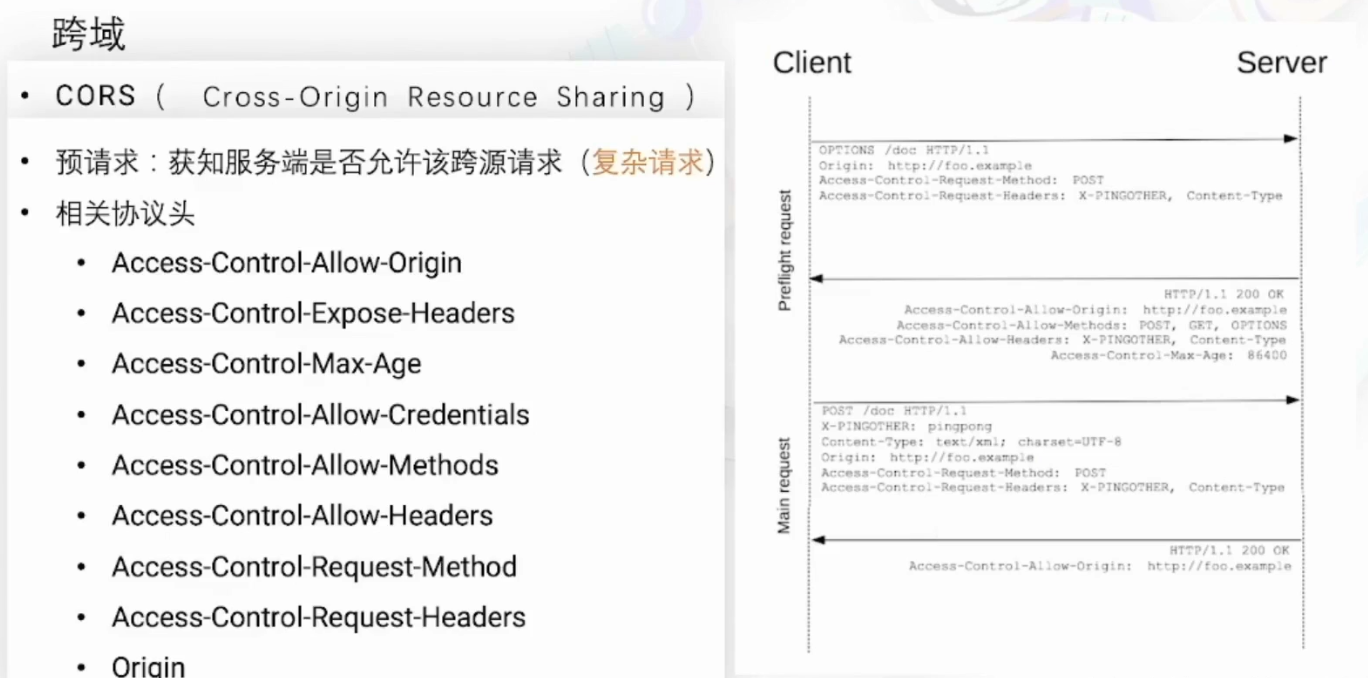 跨域
• CORS ( Cross-Origin Resource Sharing )
• 预请求：获知服务端是否允许该跨源请求（复杂请求）
• 相关协议头
• Access-Control-Allow-Origin
• Access-Control-Expose-Headers
• Access-Control-Max-Age
• Access-Control-Allow-Credentials
• Access-Control-Allow-Methods
• Access-Control-Allow-Headers
• Access-Control-Request-Method
• Access-Control-Request-Headers
• Origin
Client
Server
Preflight request
OPTIONS /doc HTTP/1.1
Origin: http://foo.example
Access-Control-Request-Method: POST
Access-Control-Request-Headers: X-PINGOTHER, Content-Type
HTTP/1.1 200 OK
Access-Control-Allow-Origin: http://foo.example
Access-Control-Allow-Methods: POST, GET, OPTIONS
Access-Control-Allow-Headers: X-PINGOTHER, Content-Type
Access-Control-Max-Age: 86400
Main request
POST /doc HTTP/1.1
X-PINGOTHER: pingpong
Content-Type: text/xml; charset=UTF-8
Origin: http://foo.example
Access-Control-Request-Method: POST
Access-Control-Request-Headers: X-PINGOTHER, Content-Type
HTTP/1.1 200 OK
Access-Control-Allow-Origin: http://foo.example